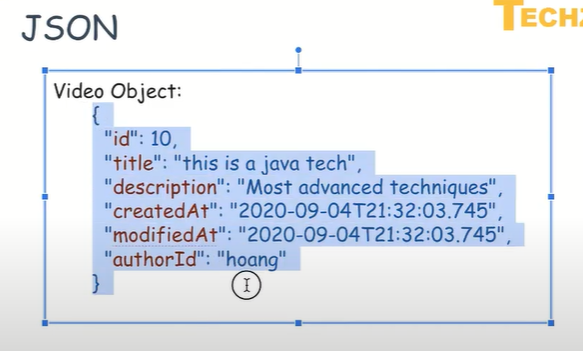 JSON
TECH
Video Object:
{
"id": 10,
"title": "this is a java tech",
"description": "Most advanced techniques",
"createdAt": "2020-09-04T21:32:03.745",
"modifiedAt": "2020-09-04T21:32:03.745",
"authorId": "hoang"
}